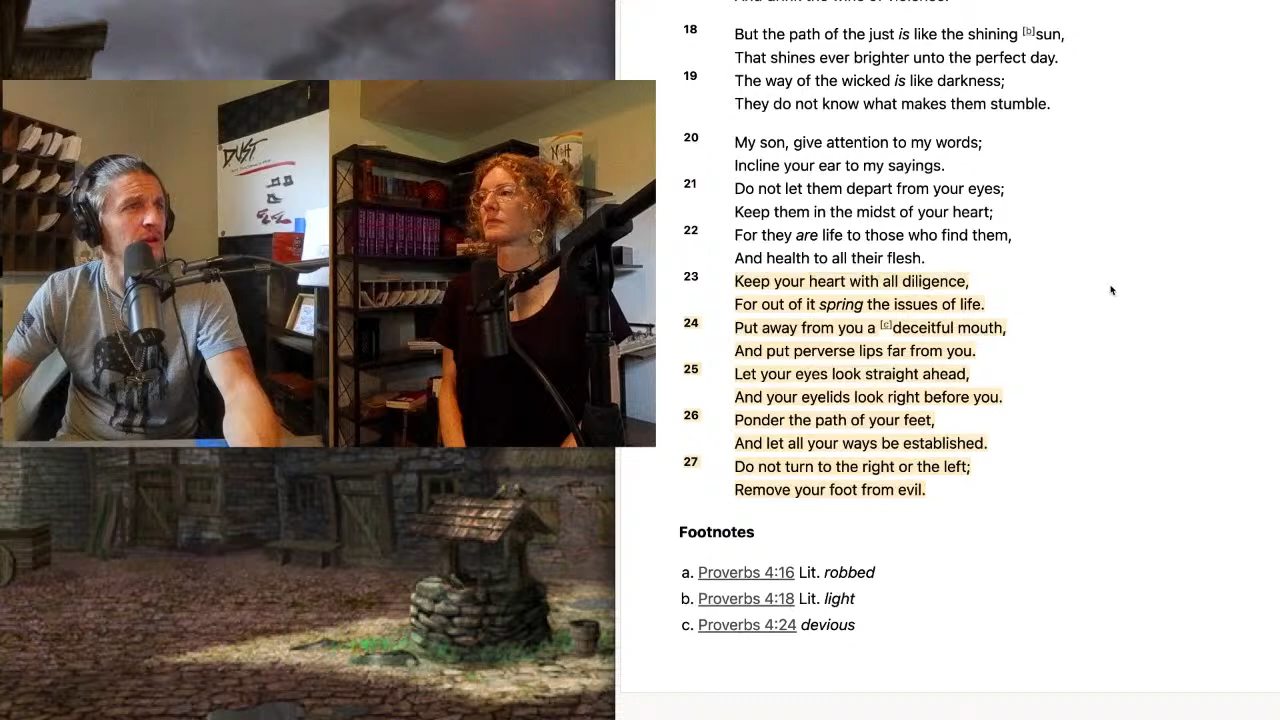 18 But the path of the just is like the shining [b]sun,
That shines ever brighter unto the perfect day.
19 The way of the wicked is like darkness;
They do not know what makes them stumble.
20 My son, give attention to my words;
Incline your ear to my sayings.
21 Do not let them depart from your eyes;
Keep them in the midst of your heart;
22 For they are life to those who find them,
And health to all their flesh.
23 Keep your heart with all diligence,
For out of it spring the issues of life.
24 Put away from you a [c]deceitful mouth,
And put perverse lips far from you.
25 Let your eyes look straight ahead,
And your eyelids look right before you.
26 Ponder the path of your feet,
And let all your ways be established.
27 Do not turn to the right or the left;
Remove your foot from evil.
Footnotes
a. Proverbs 4:16 Lit. robbed
b. Proverbs 4:18 Lit. light
c. Proverbs 4:24 devious
DUST